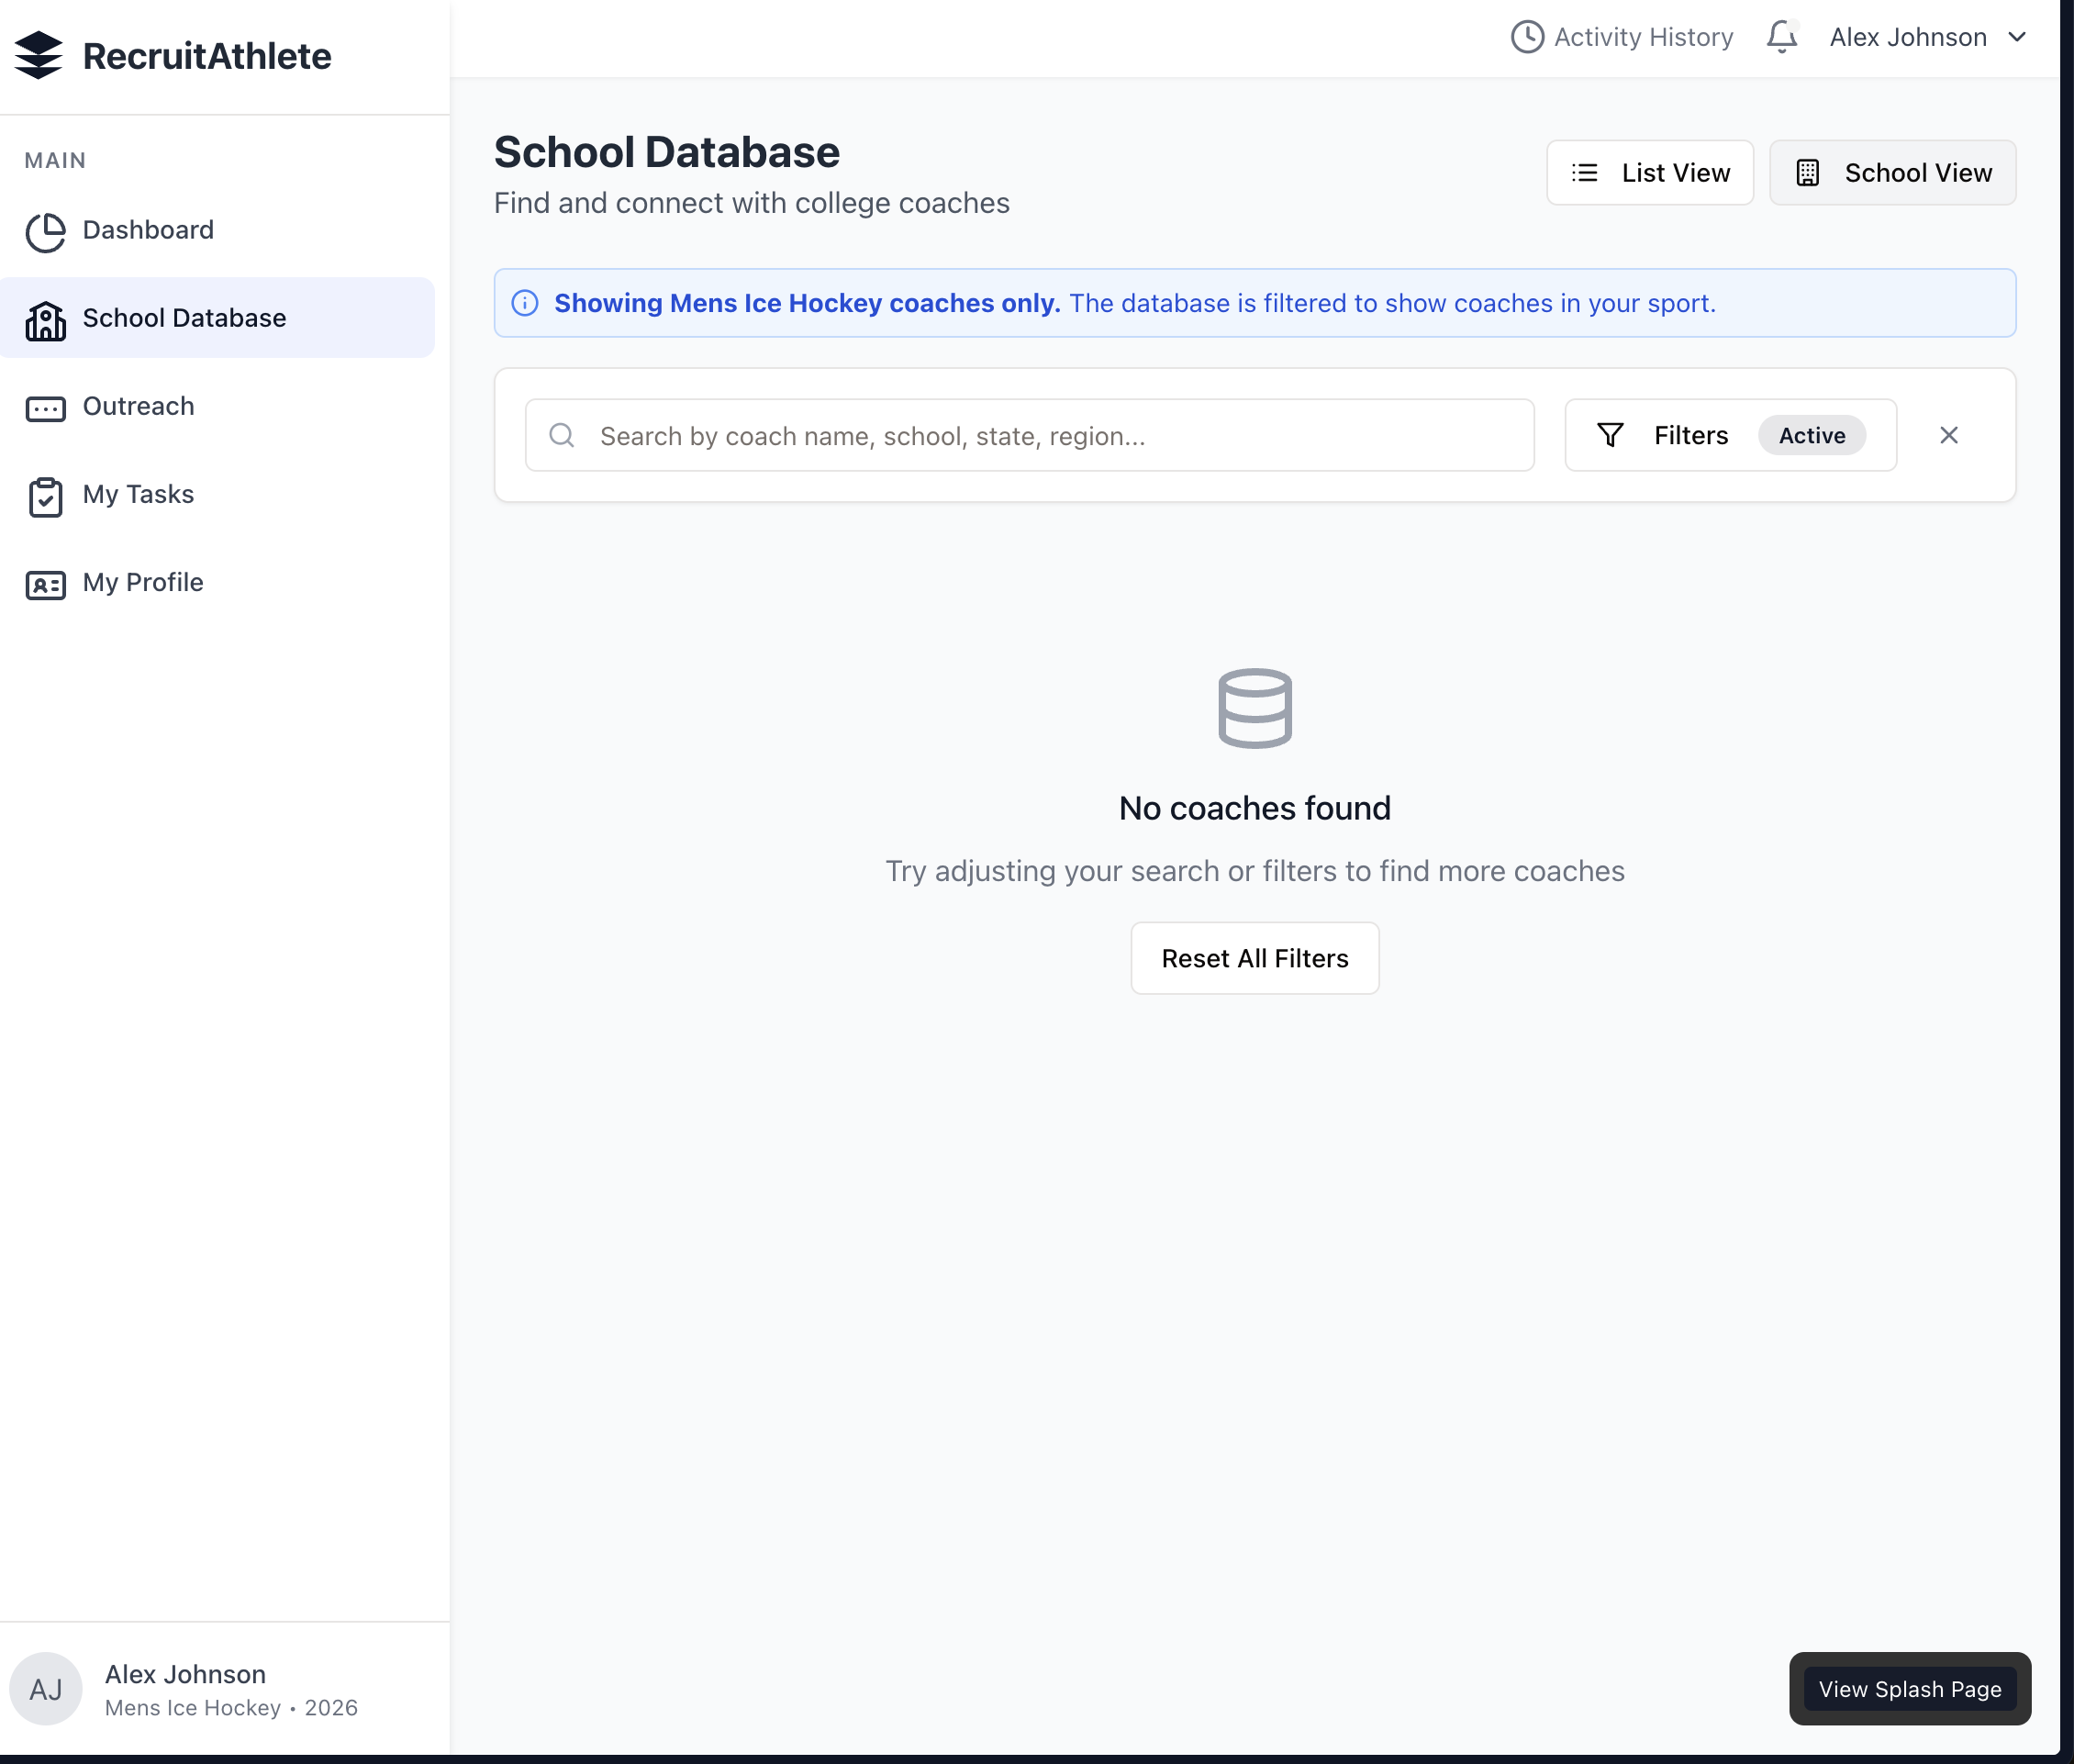 RecruitAthlete
Activity History
Alex Johnson
MAIN
Dashboard
School Database
Outreach
My Tasks
My Profile
School Database
Find and connect with college coaches
List View
School View
Showing Mens Ice Hockey coaches only. The database is filtered to show coaches in your sport.
Search by coach name, school, state, region...
Filters
Active
No coaches found
Try adjusting your search or filters to find more coaches
Reset All Filters
AJ
Alex Johnson
Mens Ice Hockey • 2026
View Splash Page